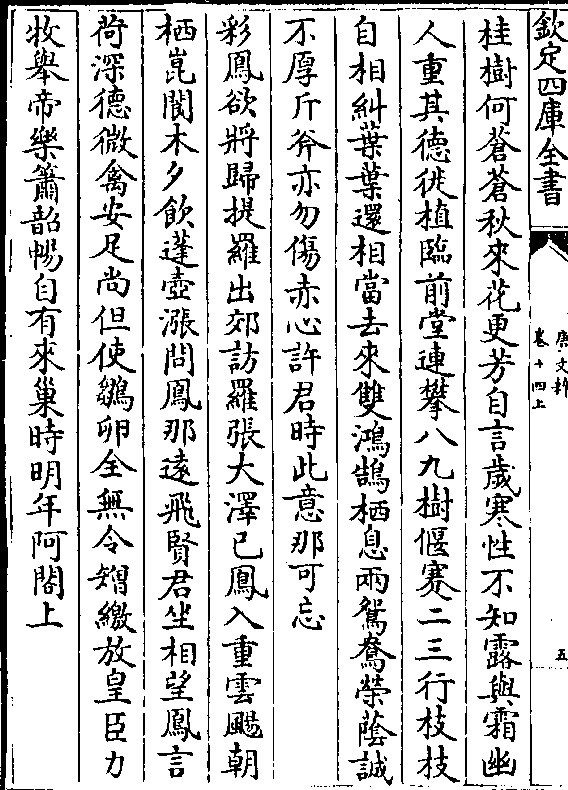 欽定四庫全書
唐文粹
卷十四上
五
桂樹何蒼蒼秋來花更芳自言歲寒性不知露與霜幽
人重其德徙植臨前堂連攀八九樹偃蹇二三行枝枝
自相糾葉葉還相當去來雙鴻鵠栖息兩鴛鴦榮蔭誠
不厚斤斧亦勿傷赤心許君時此意那可忘
彩鳳欲將歸提羅出郊訪羅張大澤已鳳入重雲颺朝
栖崑閬木夕飲蓬壺漲問鳳那遠飛賢君坐相望鳳言
荷深德微禽安足尚但使鶵卵全無令矰繳放皇臣力
牧舉帝樂簫韶暢自有來巢時明年阿閣上